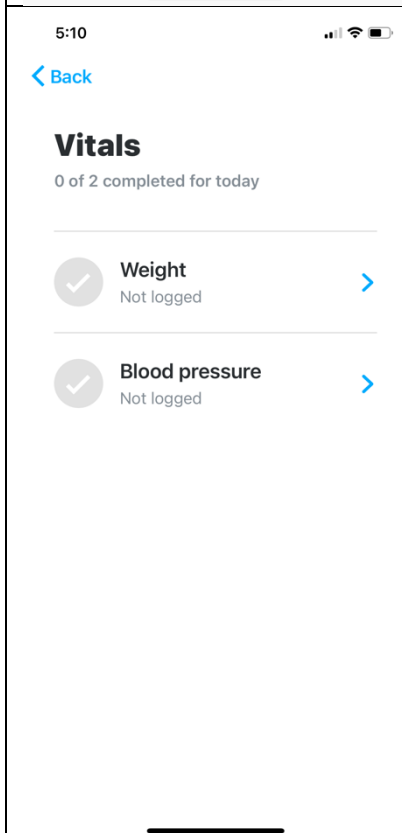 5:10
Back
Vitals
0 of 2 completed for today
Weight
Not logged
Blood pressure
Not logged